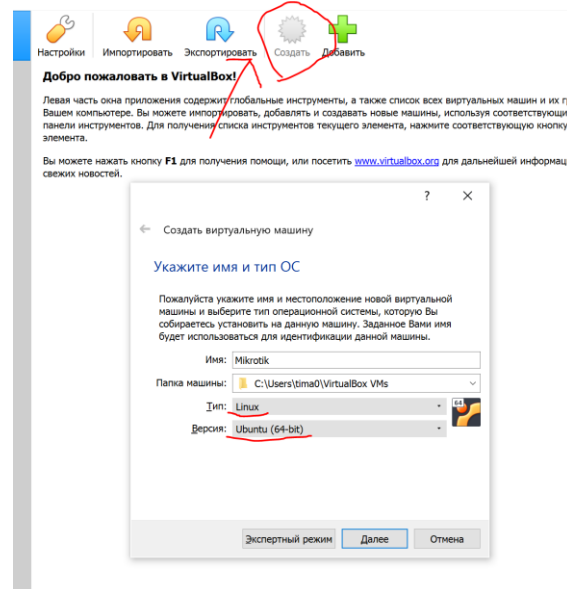 Настройки Импортировать Экспортировать Создать Добавить
Добро пожаловать в VirtualBox!
Левая часть окна приложения содержит глобальные инструменты, а также список всех виртуальных машин и их г
Вашем компьютере. Вы можете импортировать, добавлять и создавать новые машины, используя соответствующи
панели инструментов. Для получения списка инструментов текущего элемента, нажмите соответствующую кнопку
элемента.
Вы можете нажать кнопку F1 для получения помощи, или посетить www.virtualbox.org для дальнейшей информац
свежих новостей.
?
Создать виртуальную машину
Укажите имя и тип ОС
Пожалуйста укажите имя и местоположение новой виртуальной
машины и выберите тип операционной системы, которую Вы
собираетесь установить на данную машину. Заданное Вами имя
будет использоваться для идентификации данной машины.
Имя: Mikrotik
Папка машины: C:\Users\tima0\VirtualBox VMs
Тип: Linux
64
Версия: Ubuntu (64-bit)
Экспертный режим Далее Отмена